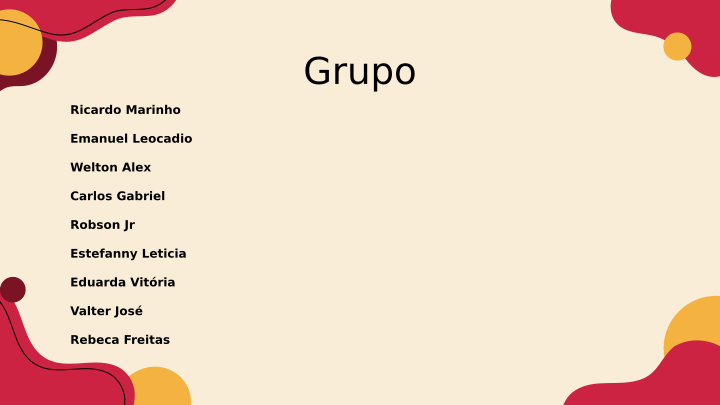 Grupo
Ricardo Marinho
Emanuel Leocadio
Welton Alex
Carlos Gabriel
Robson Jr
Estefanny Leticia
Eduarda Vitória
Valter José
Rebeca Freitas